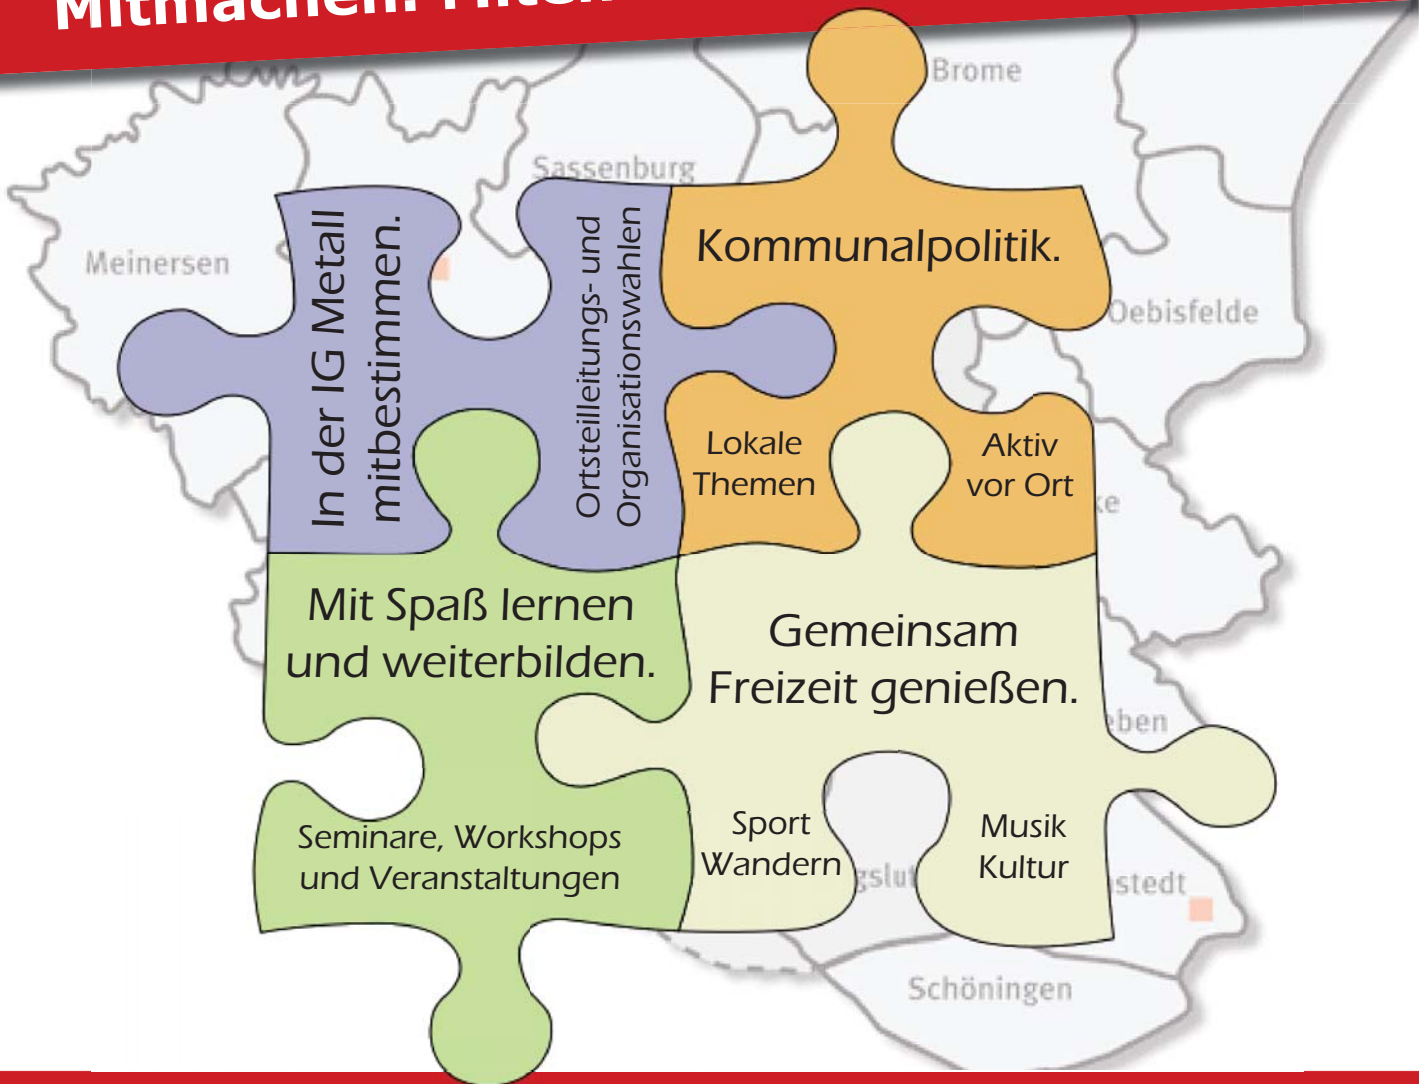 Mitmachen.
Brome
Sassenburg
Meinersen
Oebisfelde
In der IG Metall
mitbestimmen.
Ortsteilleitungs- und
Organisationswahlen
Kommunalpolitik.
Lokale
Themen
Aktiv
vor Ort
Mit Spaß lernen
und weiterbilden.
Seminare, Workshops
und Veranstaltungen
Gemeinsam
Freizeit genießen.
Sport
Wandern
Musik
Kultur
Schöningen